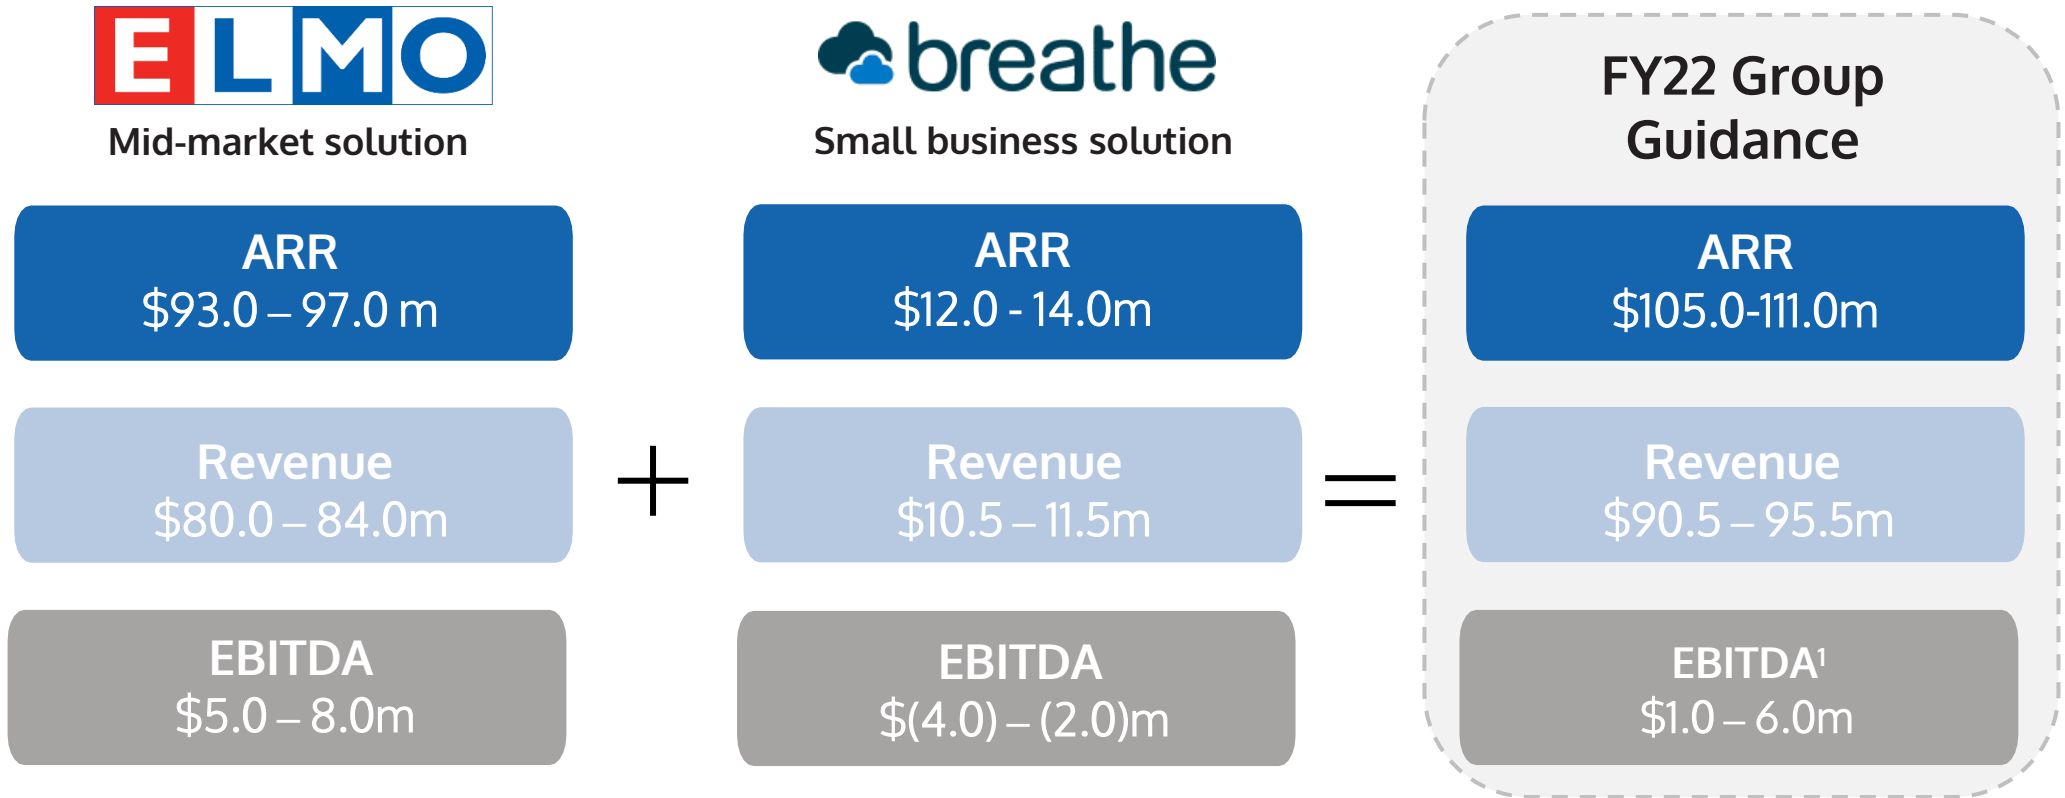 ELMO
Mid-market solution
ARR
$93.0 – 97.0 m
Revenue
$80.0 – 84.0m
EBITDA
$5.0 – 8.0m
+
breathe
Small business solution
ARR
$12.0 - 14.0m
Revenue
$10.5 – 11.5m
EBITDA
$(4.0) – (2.0)m
=
FY22 Group
Guidance
ARR
$105.0-111.0m
Revenue
$90.5 – 95.5m
EBITDA¹
$1.0 – 6.0m